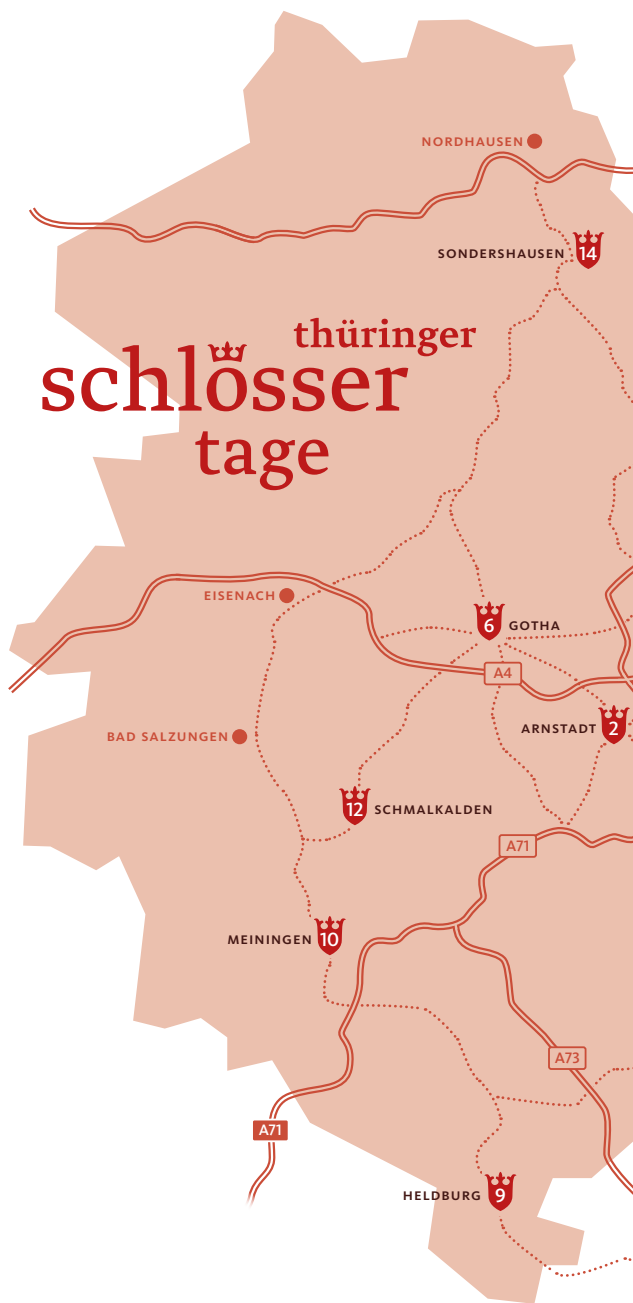 NORDHAUSEN
SONDERSHAUSEN 14
thüringer
schlösser
tage
EISENACH
6 GOTHA
A4
ARNSTADT 2
BAD SALZUNGEN
12 SCHMALKALDEN
A71
MEININGEN 10
A73
A71
HELDBURG 9